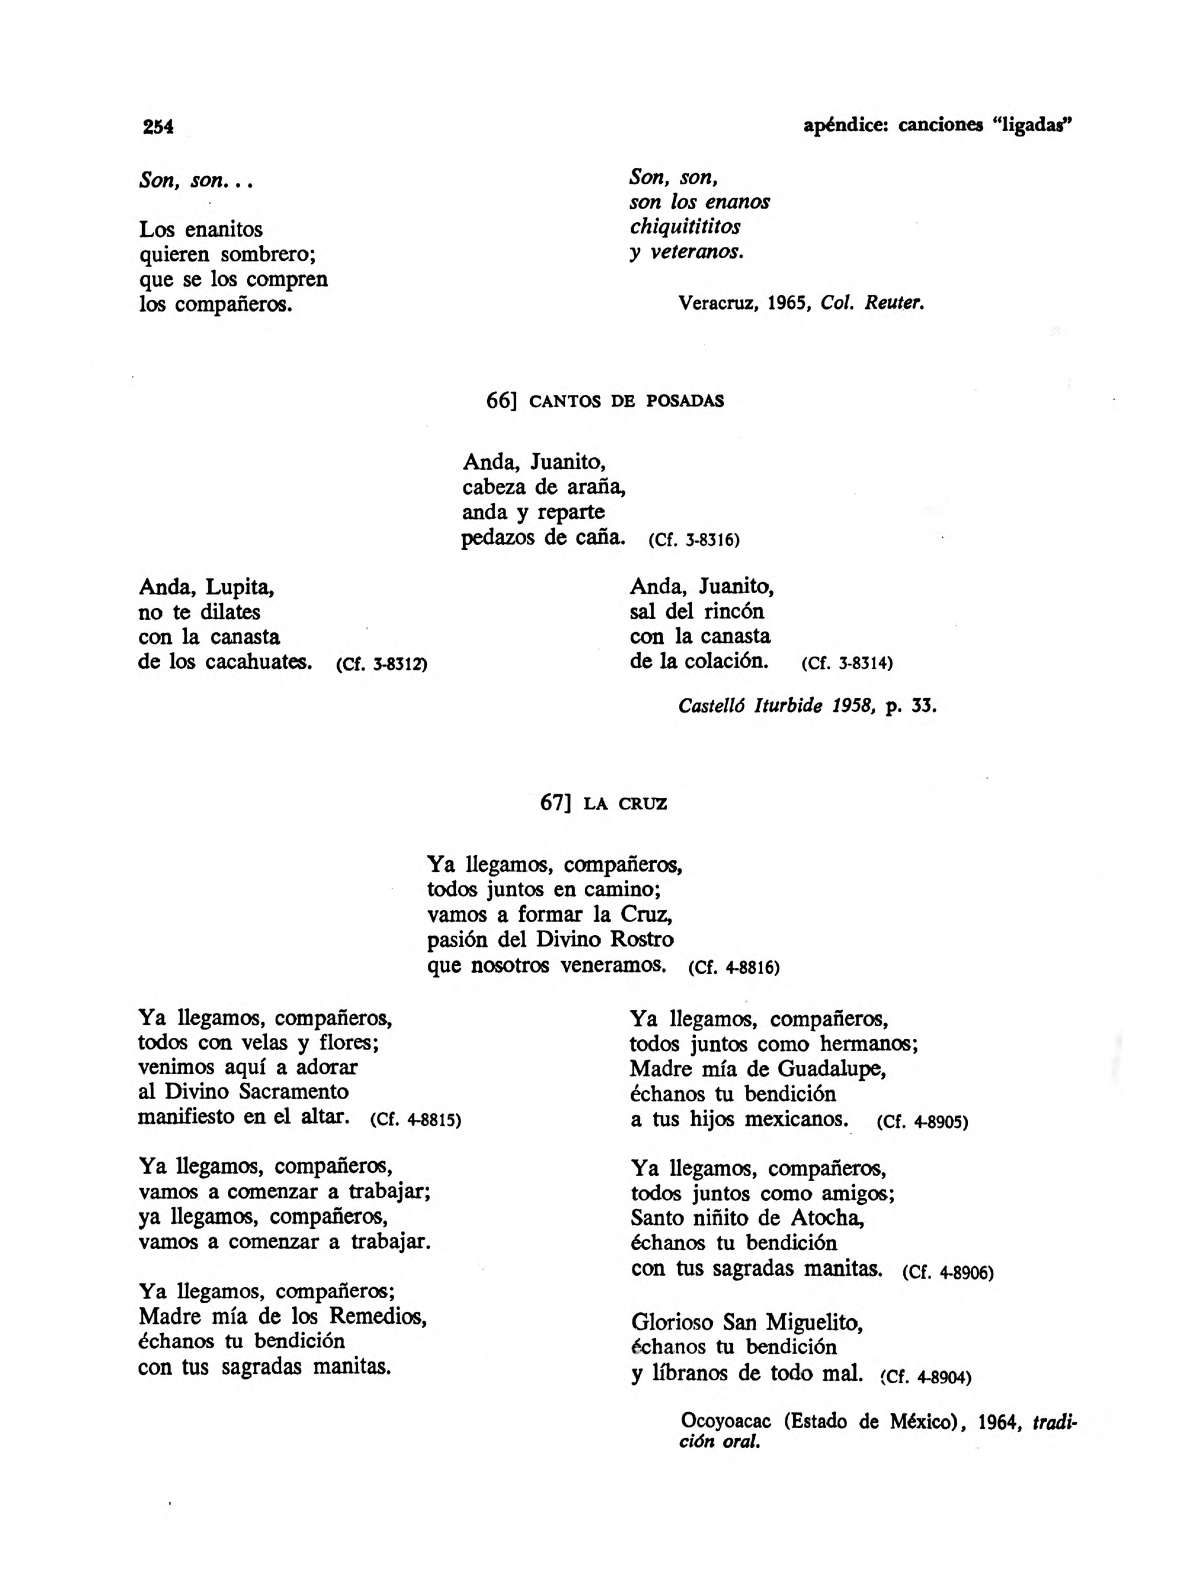 254
apéndice: canciones “ligadas”
Son, son...
Los enanitos
quieren sombrero;
que se los compren
los compañeros.
Son, son,
son los enanos
chiquitititos
y veteranos.
Veracruz, 1965, Col. Reuter.
66] CANTOS DE POSADAS
Anda, Juanito,
cabeza de araña,
anda y reparte
pedazos de caña. (Cf. 3-8316)
Anda, Lupita,
no te dilates
con la canasta
de los cacahuates. (Cf. 3-8312)
Anda, Juanito,
sal del rincón
con la canasta
de la colación. (Cf. 3-8314)
Castelló Iturbide 1958, p. 33.
67] LA CRUZ
Ya llegamos, compañeros,
todos juntos en camino;
vamos a formar la Cruz,
pasión del Divino Rostro
que nosotros veneramos. (Cf. 4-8816)
Ya llegamos, compañeros,
todos con velas y flores;
venimos aquí a adorar
al Divino Sacramento
manifiesto en el altar. (Cf. 4-8815)
Ya llegamos, compañeros,
vamos a comenzar a trabajar;
ya llegamos, compañeros,
vamos a comenzar a trabajar.
Ya llegamos, compañeros;
Madre mía de los Remedios,
échanos tu bendición
con tus sagradas manitas.
Ya llegamos, compañeros,
todos juntos como hermanos;
Madre mía de Guadalupe,
échanos tu bendición
a tus hijos mexicanos. (Cf. 4-8905)
Ya llegamos, compañeros,
todos juntos como amigos;
Santo niñito de Atocha,
échanos tu bendición
con tus sagradas manitas. (Cf. 4-8906)
Glorioso San Miguelito,
échanos tu bendición
y líbranos de todo mal. (Cf. 4-8904)
Ocoyoacac (Estado de México), 1964, tradi-
ción oral.